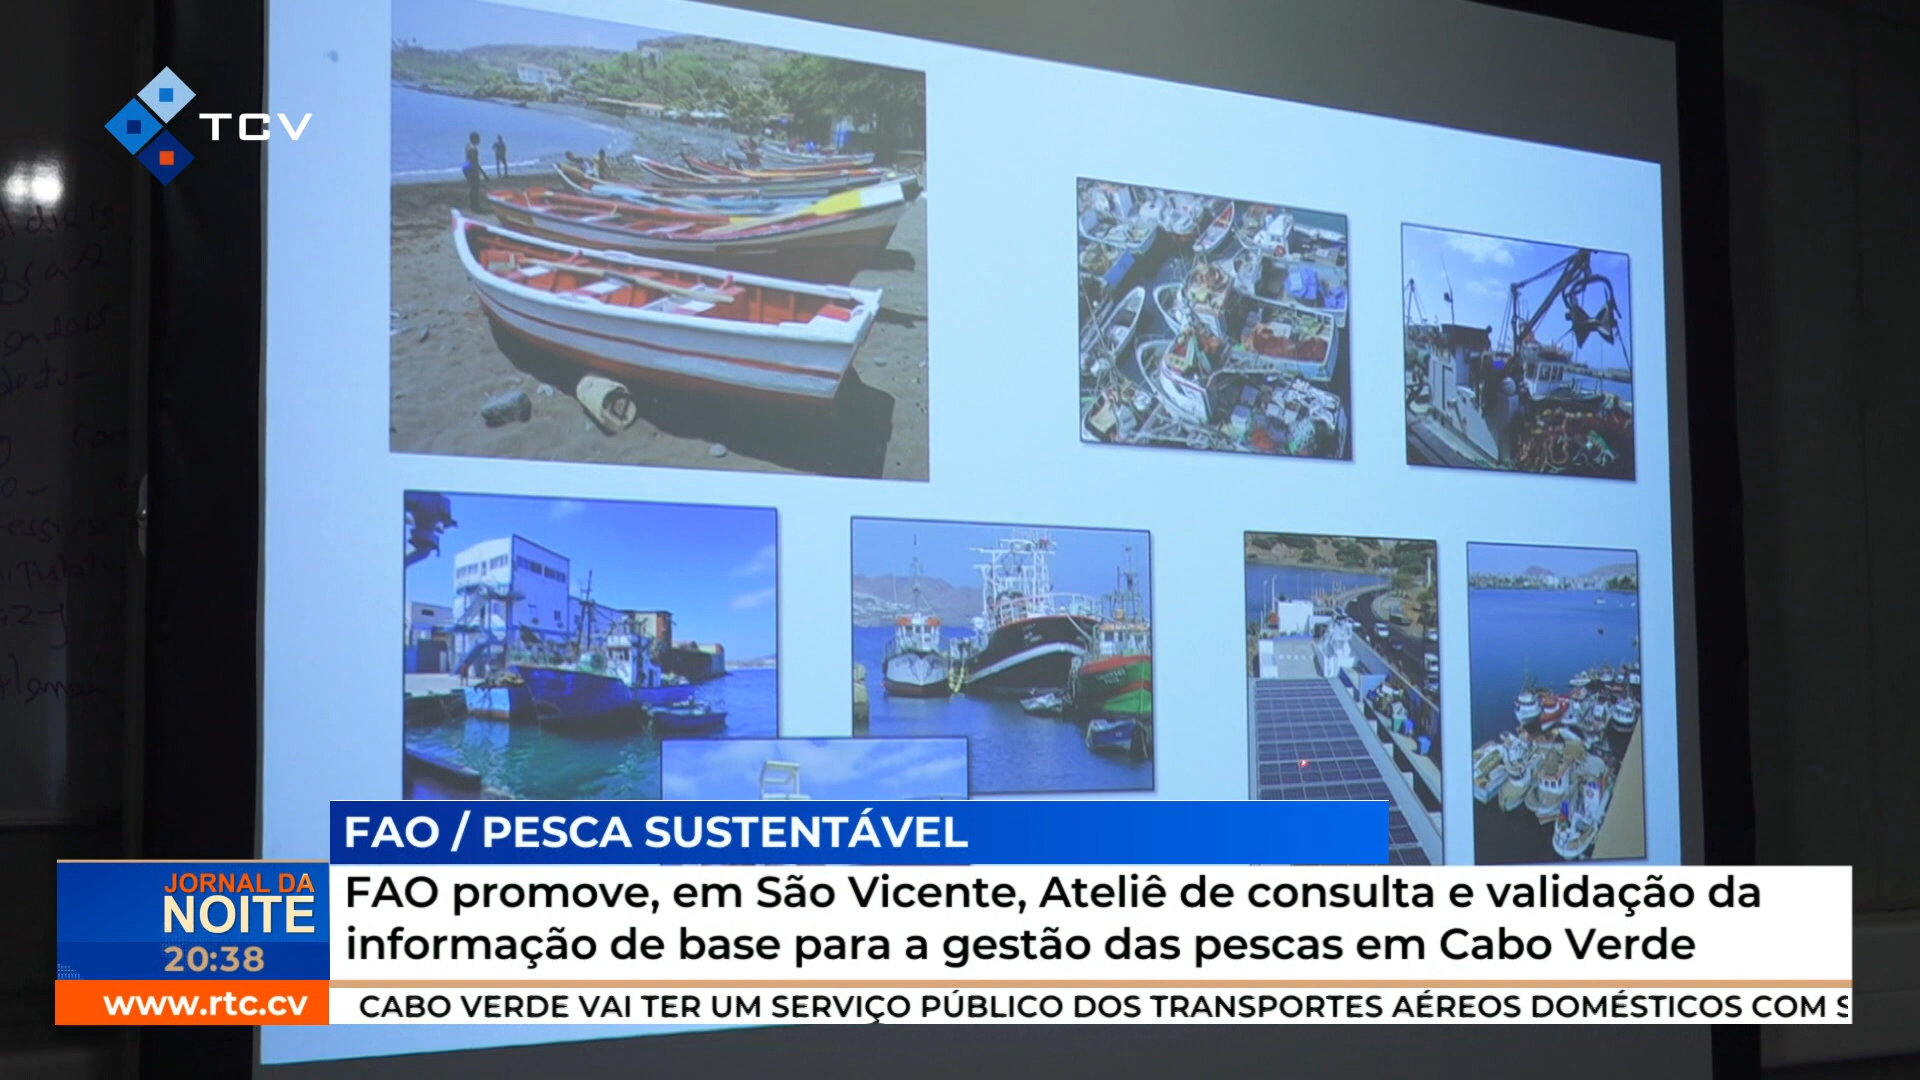 TCV
FAO / PESCA SUSTENTÁVEL
FAO promove, em São Vicente, Ateliê de consulta e validação da
informação de base para a gestão das pescas em Cabo Verde
JORNAL DA
NOITE
20:38
www.rtc.cv
CABO VERDE VAI TER UM SERVIÇO PÚBLICO DOS TRANSPORTES AÉREOS DOMÉSTICOS COM S